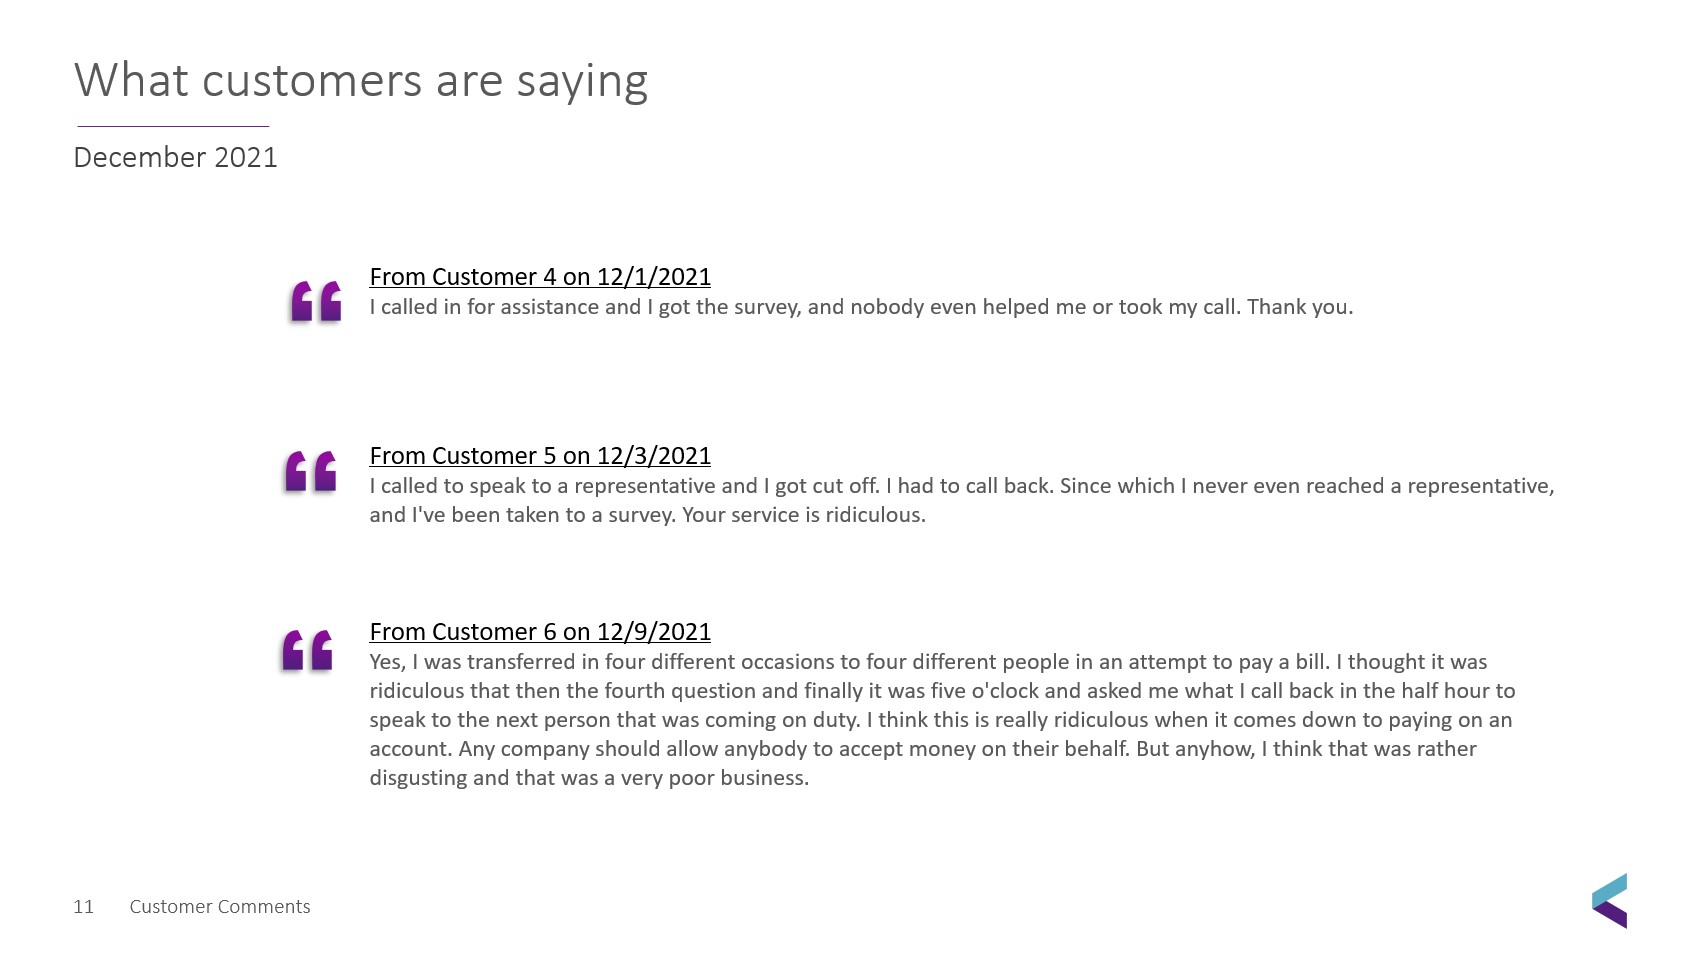 What customers are saying
December 2021
From Customer 4 on 12/1/2021
I called in for assistance and I got the survey, and nobody even helped me or took my call. Thank you.
From Customer 5 on 12/3/2021
I called to speak to a representative and I got cut off. I had to call back. Since which I never even reached a representative,
and I've been taken to a survey. Your service is ridiculous.
From Customer 6 on 12/9/2021
Yes, I was transferred in four different occasions to four different people in an attempt to pay a bill. I thought it was
ridiculous that then the fourth question and finally it was five o'clock and asked me what I call back in the half hour to
speak to the next person that was coming on duty. I think this is really ridiculous when it comes down to paying on an
account. Any company should allow anybody to accept money on their behalf. But anyhow, I think that was rather
disgusting and that was a very poor business.
11 Customer Comments